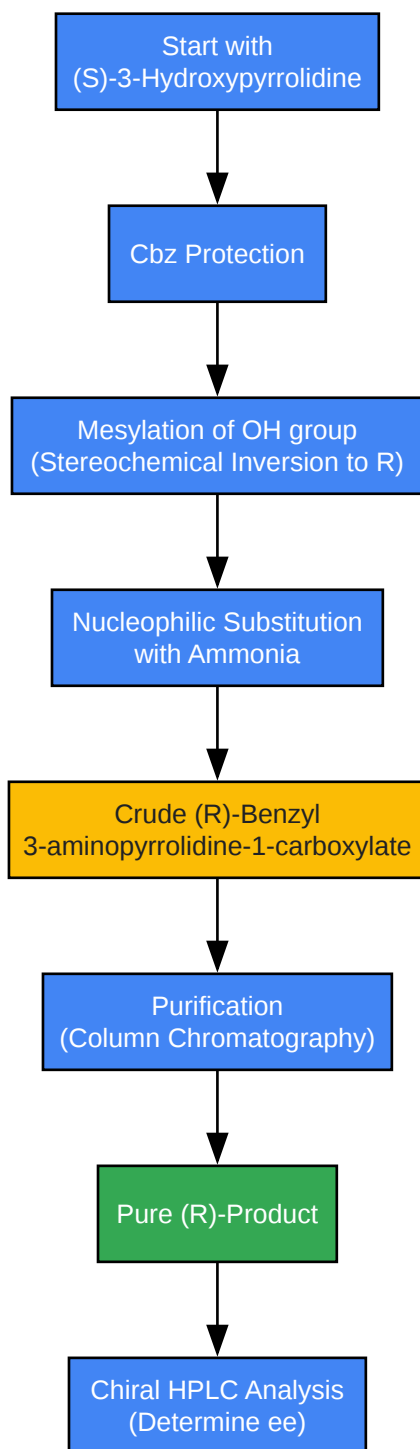 Start with
(S)-3-Hydroxypyrrolidine
Cbz Protection
Mesylation of OH group
(Stereochemical Inversion to R)
Nucleophilic Substitution
with Ammonia
Crude (R)-Benzyl
3-aminopyrrolidine-1-carboxylate
Purification
(Column Chromatography)
Pure (R)-Product
Chiral HPLC Analysis
(Determine ee)